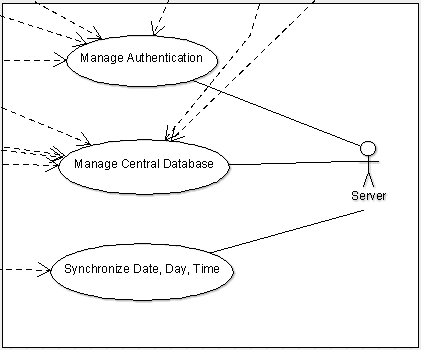 Manage Authentication
Manage Central Database
Server
Synchronize Date, Day, Time